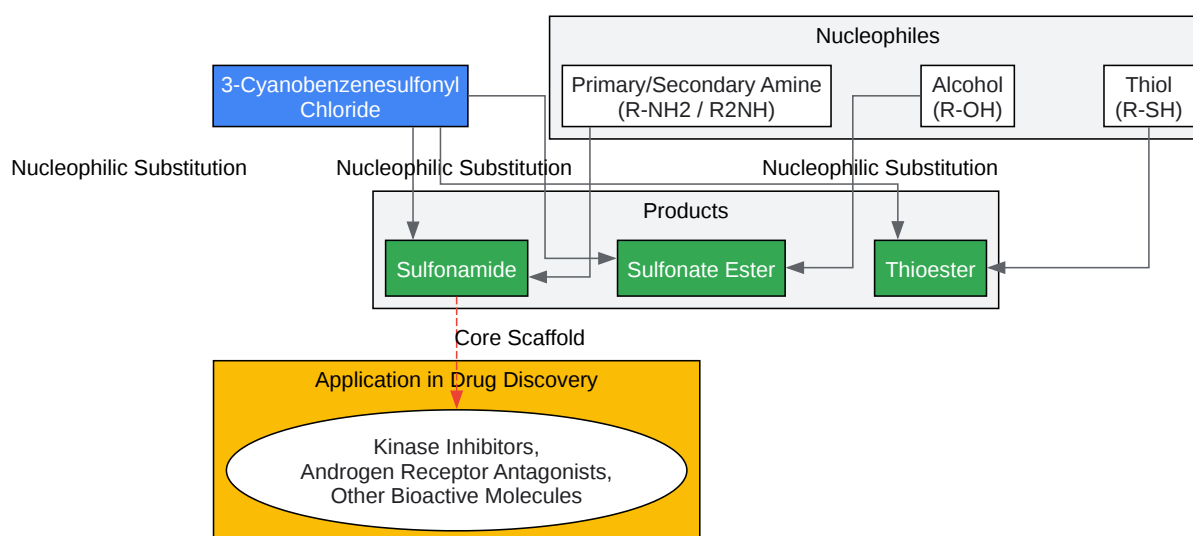 Nucleophiles
3-Cyanobenzenesulfonyl
Chloride
Primary/Secondary Amine
(R-NH2 / R2NH)
Alcohol
(R-OH)
Thiol
(R-SH)
Nucleophilic Substitution
Nucleophilic Substitution
Nucleophilic Substitution
Products
Sulfonamide
Sulfonate Ester
Thioester
Core Scaffold
Application in Drug Discovery
Kinase Inhibitors,
Androgen Receptor Antagonists,
Other Bioactive Molecules